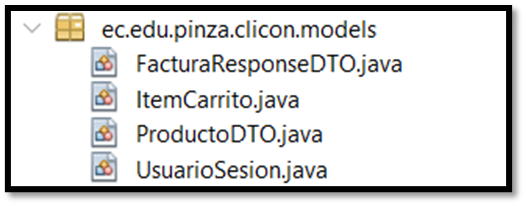 ec.edu.pinza.clicon.models
FacturaResponseDTO.java
ItemCarrito.java
ProductoDTO.java
UsuarioSesion.java